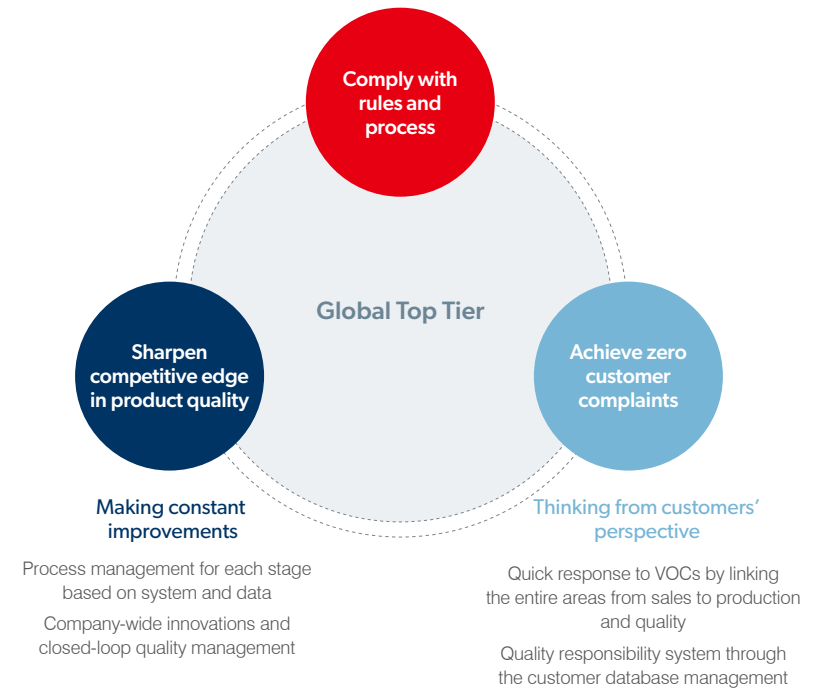 Comply with
rules and
process
Global Top Tier
Sharpen
competitive edge
in product quality
Achieve zero
customer
complaints
Making constant
improvements
Process management for each stage
based on system and data
Company-wide innovations and
closed-loop quality management
Thinking from customers’
perspective
Quick response to VOCs by linking
the entire areas from sales to production
and quality
Quality responsibility system through
the customer database management